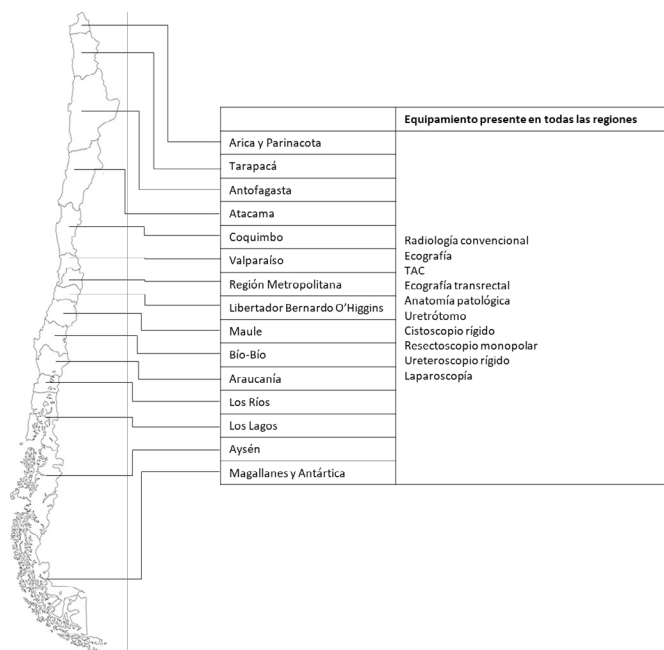 Equipamiento presente en todas las regiones
Arica y Parinacota
Tarapacá
Antofagasta
Atacama
Coquimbo
Valparaíso
Región Metropolitana
Libertador Bernardo O’Higgins
Maule
Bío-Bío
Araucanía
Los Ríos
Los Lagos
Aysén
Magallanes y Antártica
Radiología convencional
Ecografía
TAC
Ecografía transrectal
Anatomía patológica
Uretrótomo
Cistoscopio rígido
Resectoscopio monopolar
Ureteroscopio rígido
Laparoscopía